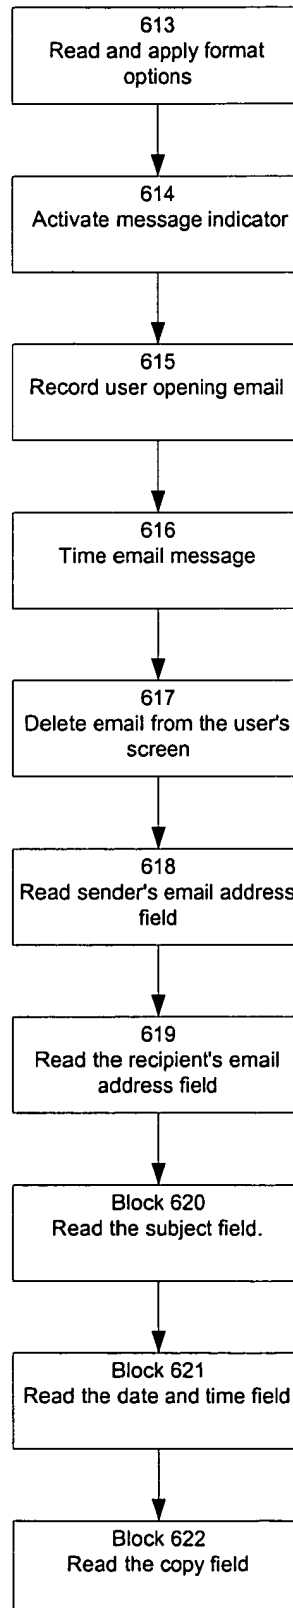 613
Read and apply format
options
614
Activate message indicator
615
Record user opening email
616
Time email message
617
Delete email from the user's
screen
618
Read sender's email address
field
619
Read the recipient's email
address field
Block 620
Read the subject field.
Block 621
Read the date and time field
Block 622
Read the copy field